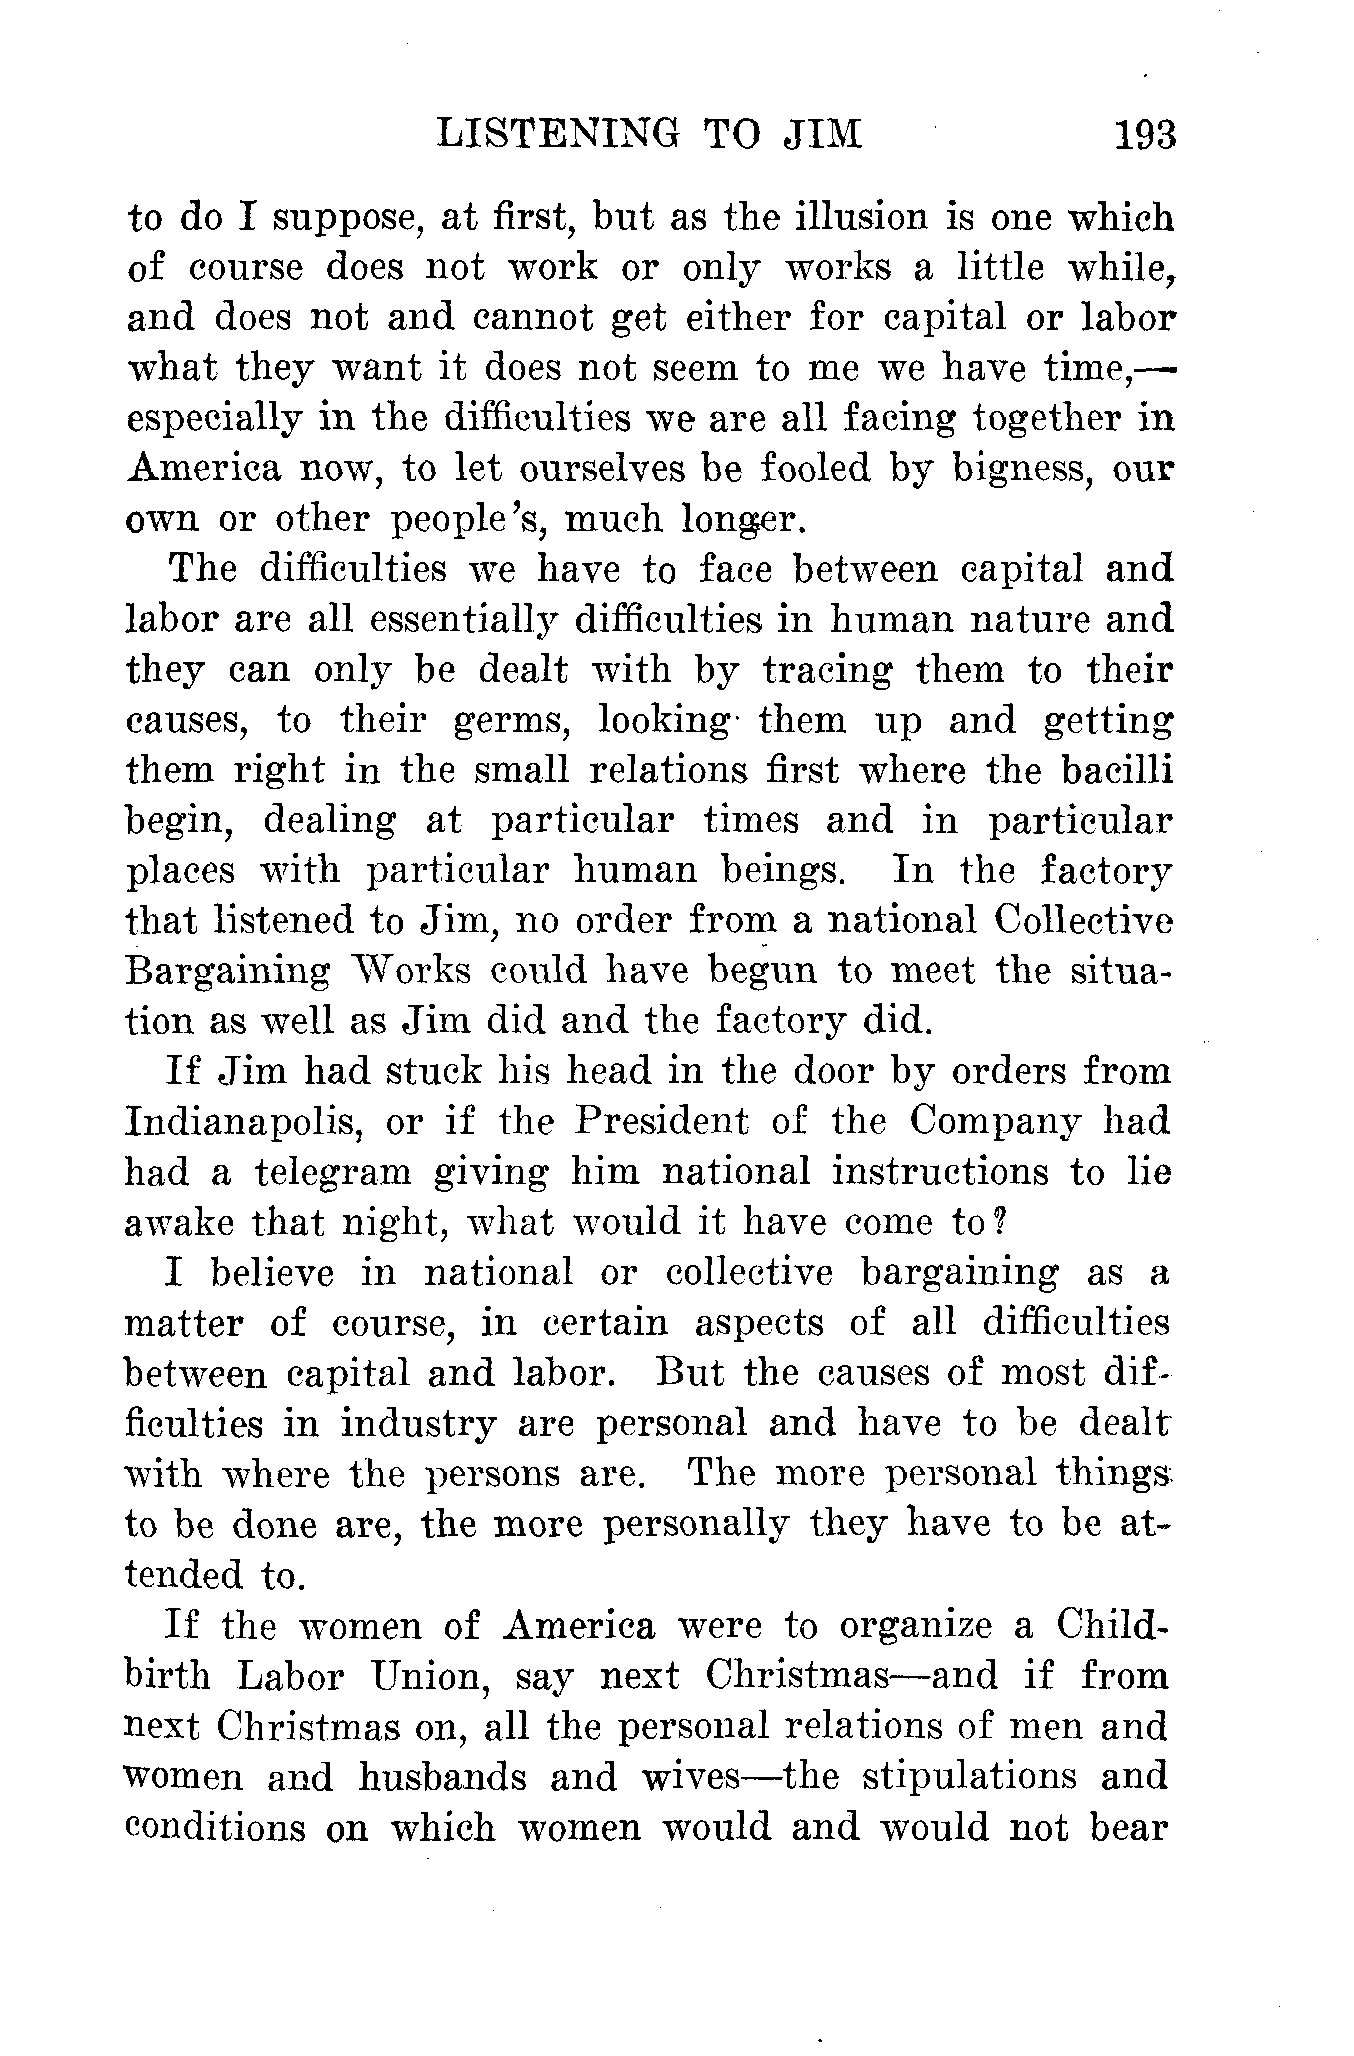 LISTENING TO JIM 193
to do I suppose, at first, but as the illusion is one which
of course does not work or only works a little while,
and does not and cannot get either for capital or labor
what they want it does not seem to me we have time,—
especially in the difficulties we are all facing together in
America now, to let ourselves be fooled by bigness, our
own or other people's, much longer.
The difficulties we have to face between capital and
labor are all essentially difficulties in human nature and
they can only be dealt with by tracing them to their
causes, to their germs, looking them up and getting
them right in the small relations first where the bacilli
begin, dealing at particular times and in particular
places with particular human beings. In the factory
that listened to Jim, no order from a national Collective
Bargaining Works could have begun to meet the situa-
tion as well as Jim did and the factory did.
If Jim had stuck his head in the door by orders from
Indianapolis, or if the President of the Company had
had a telegram giving him national instructions to lie
awake that night, what would it have come to?
I believe in national or collective bargaining as a
matter of course, in certain aspects of all difficulties
between capital and labor. But the causes of most dif-
ficulties in industry are personal and have to be dealt
with where the persons are. The more personal things
to be done are, the more personally they have to be at-
tended to.
If the women of America were to organize a Child-
birth Labor Union, say next Christmas—and if from
next Christmas on, all the personal relations of men and
women and husbands and wives—the stipulations and
conditions on which women would and would not bear